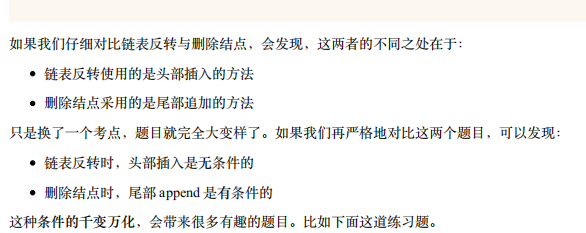 如果我们仔细对比链表反转与删除结点，会发现，这两者的不同之处在于：
• 链表反转使用的是头部插入的方法
• 删除结点采用的是尾部追加的方法
只是换了一个考点，题目就完全大变样了。如果我们再严格地对比这两个题目，可以发现：
• 链表反转时，头部插入是无条件的
• 删除结点时，尾部 append 是有条件的
这种条件的千变万化，会带来很多有趣的题目。比如下面这道练习题。